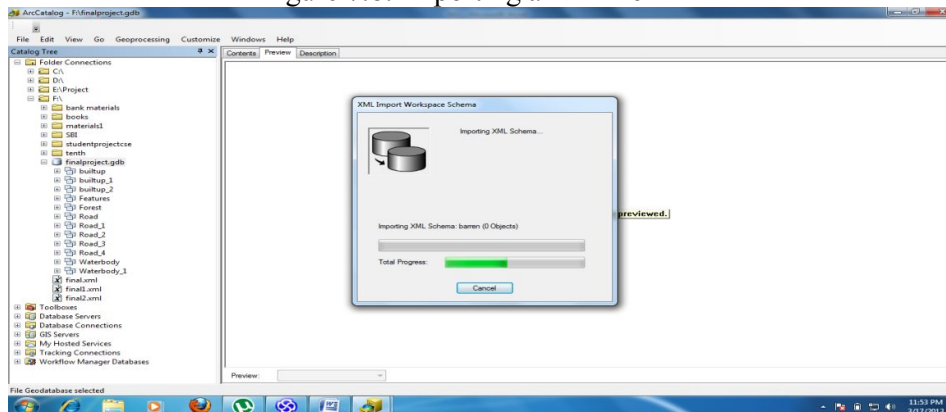 ArcCatalog - F:\finalproject.gdb
File Edit View Go Geoprocessing Customize Windows Help
Catalog Tree
Contents Preview Description
Folder Connections
C:\
D:\
E:\Project
F:\
bank materials
books
materials1
SBI
studentprojectcse
tenth
finalproject.gdb
builtup
builtup_1
builtup_2
Features
Forest
Road
Road_1
Road_2
Road_3
Road_4
Waterbody
Waterbody_1
final.xml
final1.xml
final2.xml
Toolboxes
Database Servers
Database Connections
GIS Servers
My Hosted Services
Tracking Connections
Workflow Manager Databases
XML Import Workspace Schema
Importing XML Schema...
previewed.
Importing XML Schema: barren (0 Objects)
Total Progress:
Cancel
Preview:
File Geodatabase selected
11:53 PM